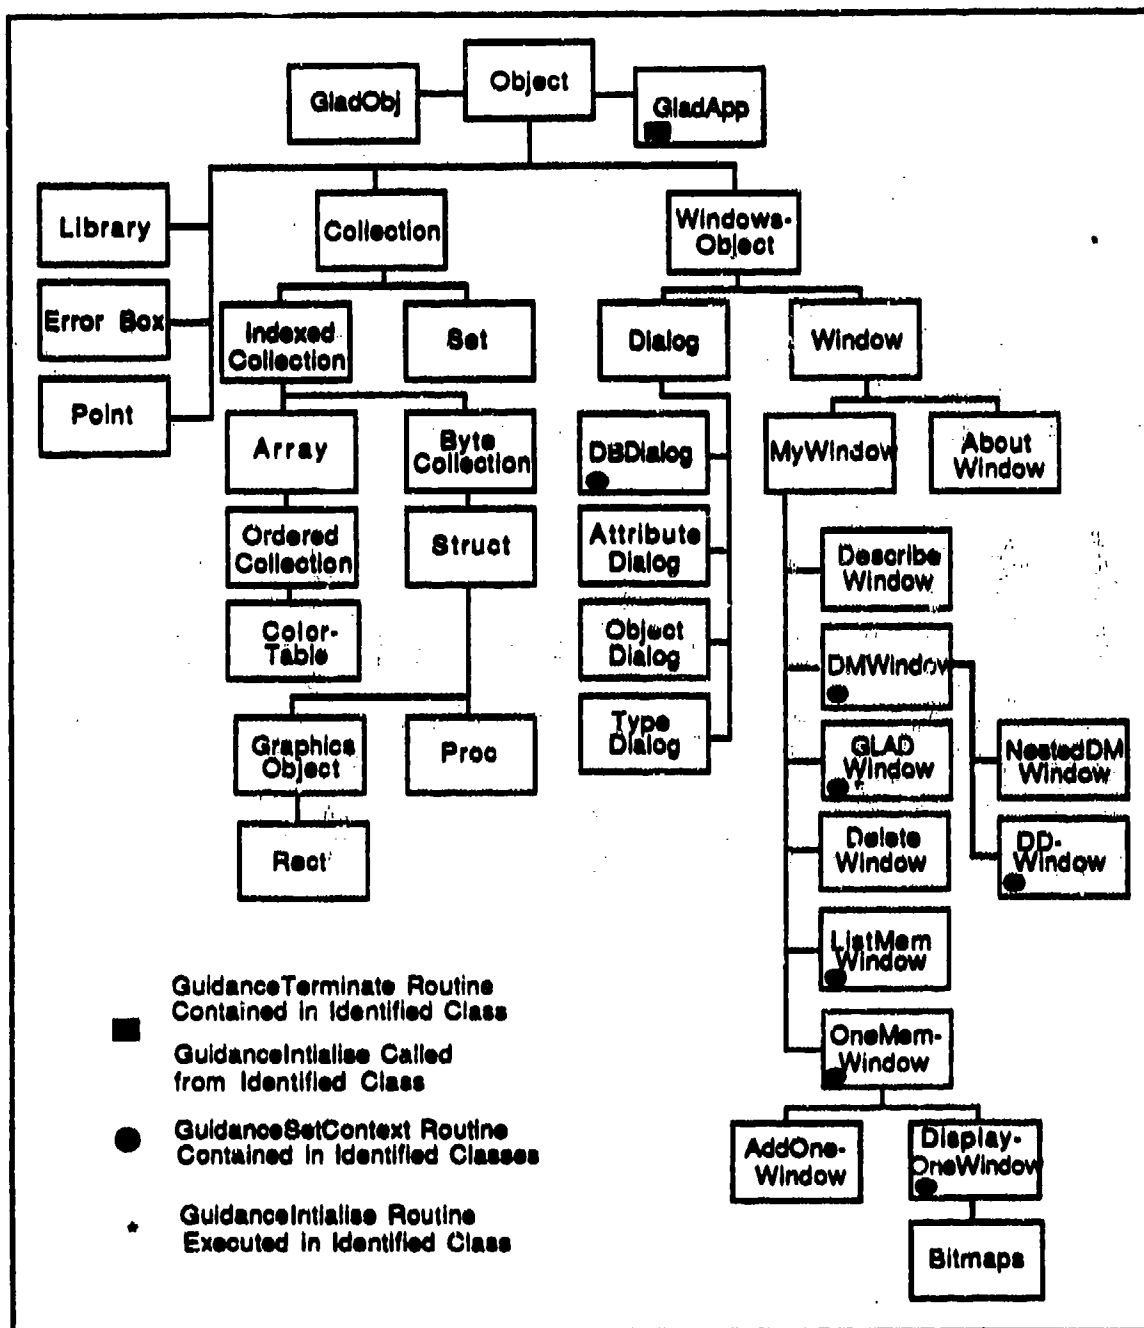 Object
GladObj
GladApp
Library
Collection
Windows-
Object
Error Box
Indexed
Collection
Set
Dialog
Window
Point
Array
Byte
Collection
DBDialog
MyWindow
About
Window
Ordered
Collection
Struct
Attribute
Dialog
Describe
Window
Color-
Table
Object
Dialog
DMWindow
Graphics
Object
Proc
Type
Dialog
GLAD
Window
NestedDM
Window
Rect
Delete
Window
DD-
Window
ListMem
Window
OneMem-
Window
AddOne-
Window
Display-
OneWindow
Bitmaps
GuidanceTerminate Routine
Contained in Identified Class
GuidanceIntialise Called
from Identified Class
GuidanceSetContext Routine
Contained in Identified Classes
* GuidanceIntialise Routine
Executed in Identified Class